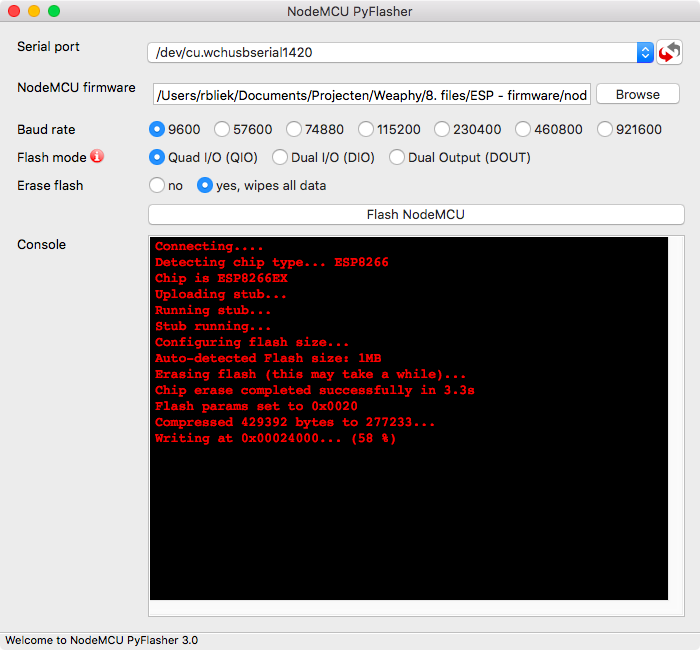 NodeMCU PyFlasher
Serial port
/dev/cu.wchusbserial1420
NodeMCU firmware
/Users/rbliek/Documents/Projecten/Weaphy/8. files/ESP - firmware/nod
Browse
Baud rate
9600 57600 74880 115200 230400 460800 921600
Flash mode
Quad I/O (QIO) Dual I/O (DIO) Dual Output (DOUT)
Erase flash
no yes, wipes all data
Flash NodeMCU
Console
Connecting....
Detecting chip type... ESP8266
Chip is ESP8266EX
Uploading stub...
Running stub...
Stub running...
Configuring flash size...
Auto-detected Flash size: 1MB
Erasing flash (this may take a while)...
Chip erase completed successfully in 3.3s
Flash params set to 0x0020
Compressed 429392 bytes to 277233...
Writing at 0x00024000... (58 %)
Welcome to NodeMCU PyFlasher 3.0